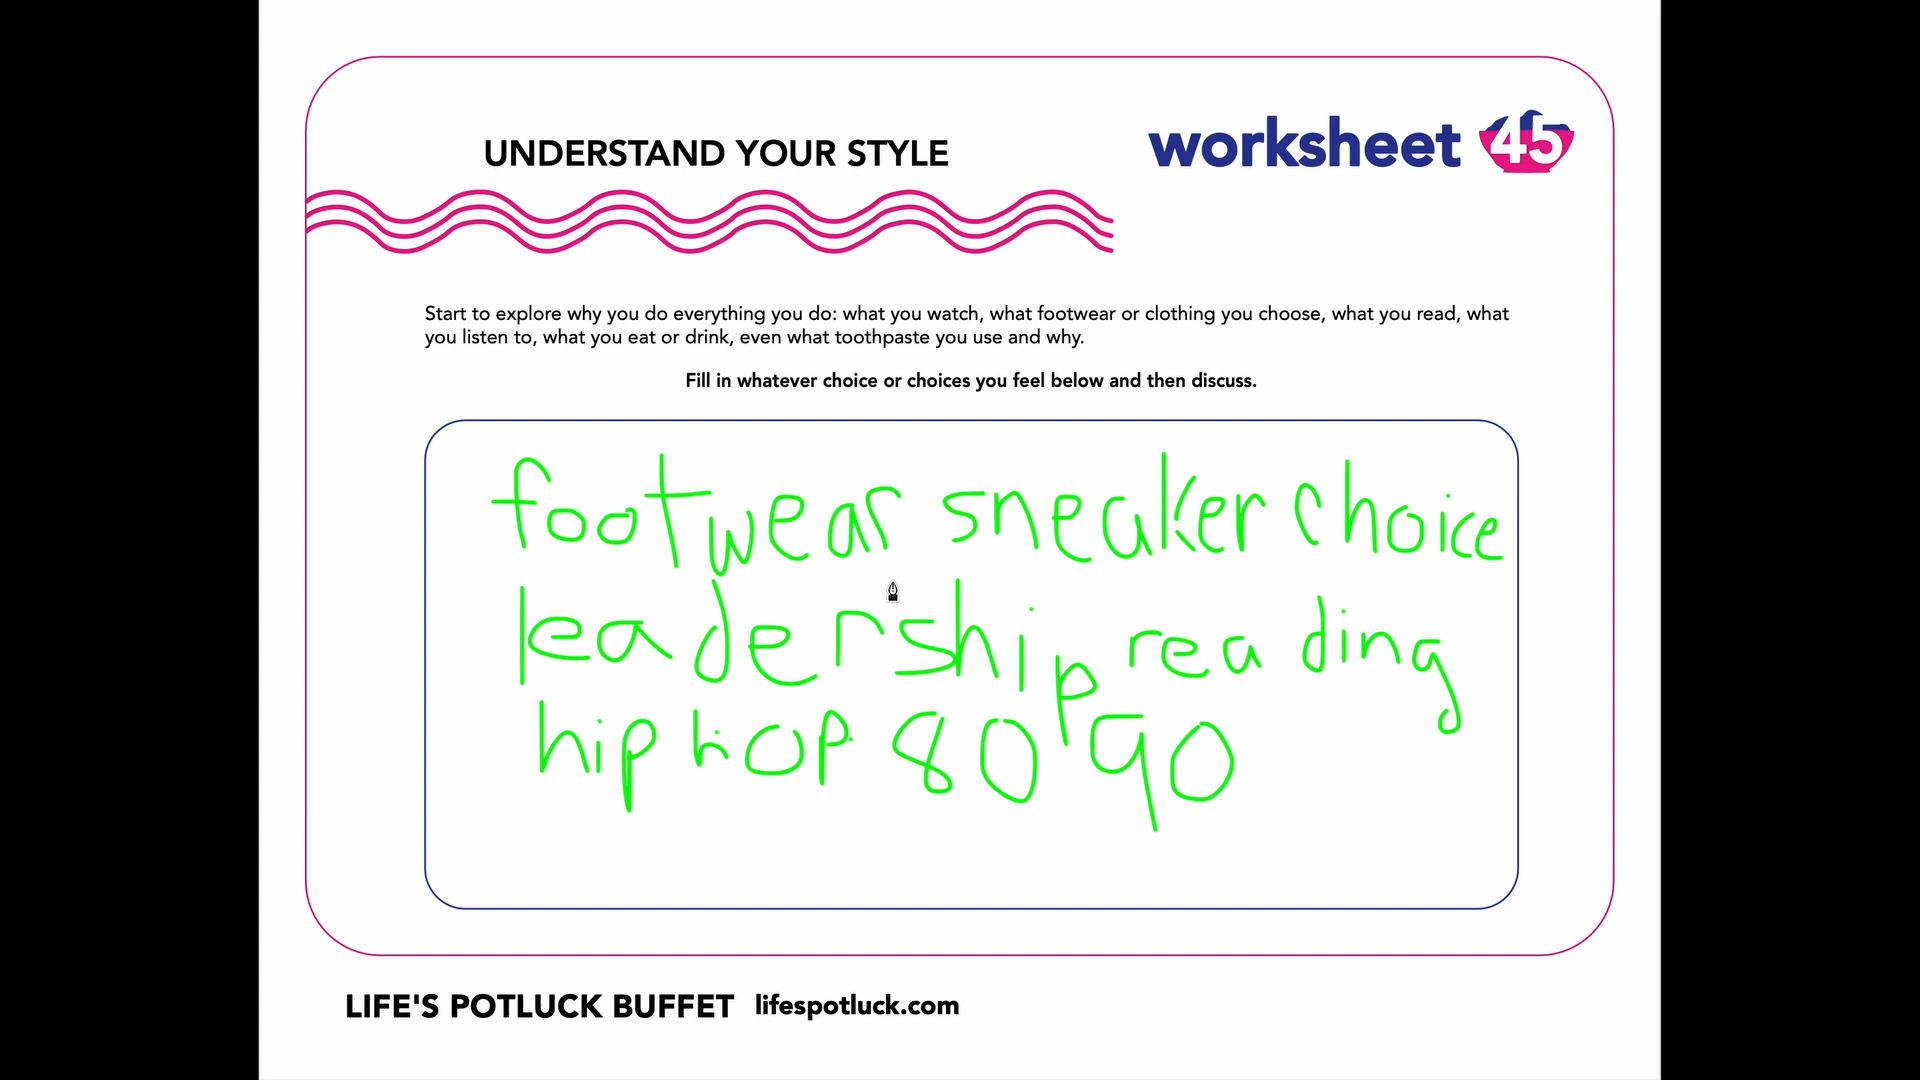 UNDERSTAND YOUR STYLE
worksheet 45
Start to explore why you do everything you do: what you watch, what footwear or clothing you choose, what you read, what
you listen to, what you eat or drink, even what toothpaste you use and why.
Fill in whatever choice or choices you feel below and then discuss.
footwear sneaker choice
leadership reading
hip hop 80 90
LIFE'S POTLUCK BUFFET lifespotluck.com